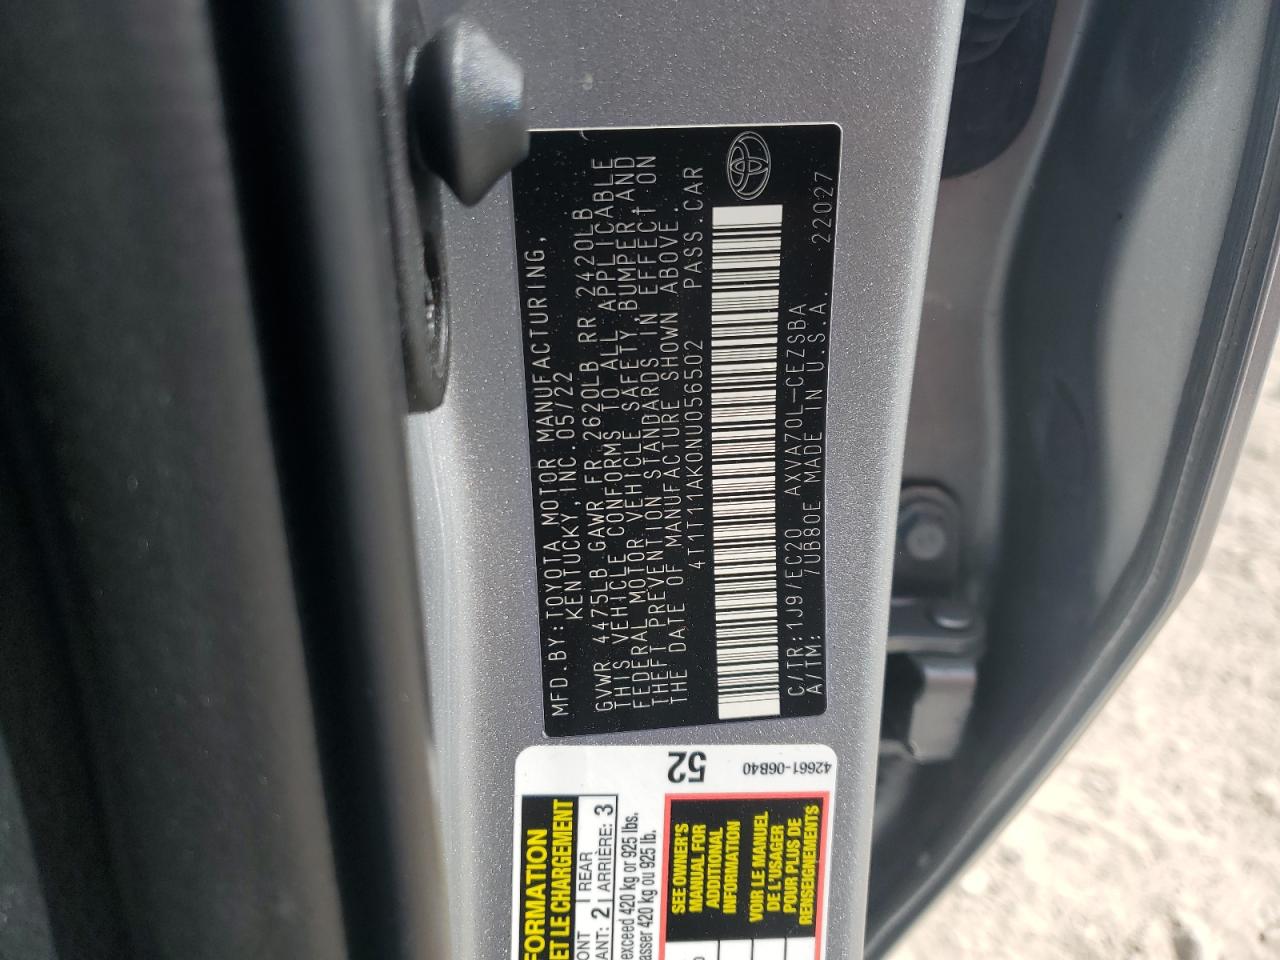 MFD.BY:TOYOTA MOTOR MANUFACTURING,
KENTUCKY,INC.05/22
GVWR 4475LB GAWR FR 2620LB RR 2420LB
THIS VEHICLE CONFORMS TO ALL APPLICABLE
FEDERAL MOTOR VEHICLE SAFETY,BUMPER,AND
THEFT PREVENTION STANDARDS IN EFFECT ON
THE DATE OF MANUFACTURE SHOWN ABOVE.
4T1T11AK0NU056502 PASS.CAR
C/TR:1J9/EC20 AXVA70L-CEZSBA
A/TM: /UB80E MADE IN U.S.A. 22027
52
42661-06B40
FORMATION
ET LE CHARGEMENT
ONT REAR
ANT: 2 ARRIÈRE: 3
exceed 420 kg or 925 lbs.
asser 420 kg ou 925 lb.
SEE OWNER'S
MANUAL FOR
ADDITIONAL
INFORMATION
VOIR LE MANUEL
DE L'USAGER
POUR PLUS DE
RENSEIGNEMENTS